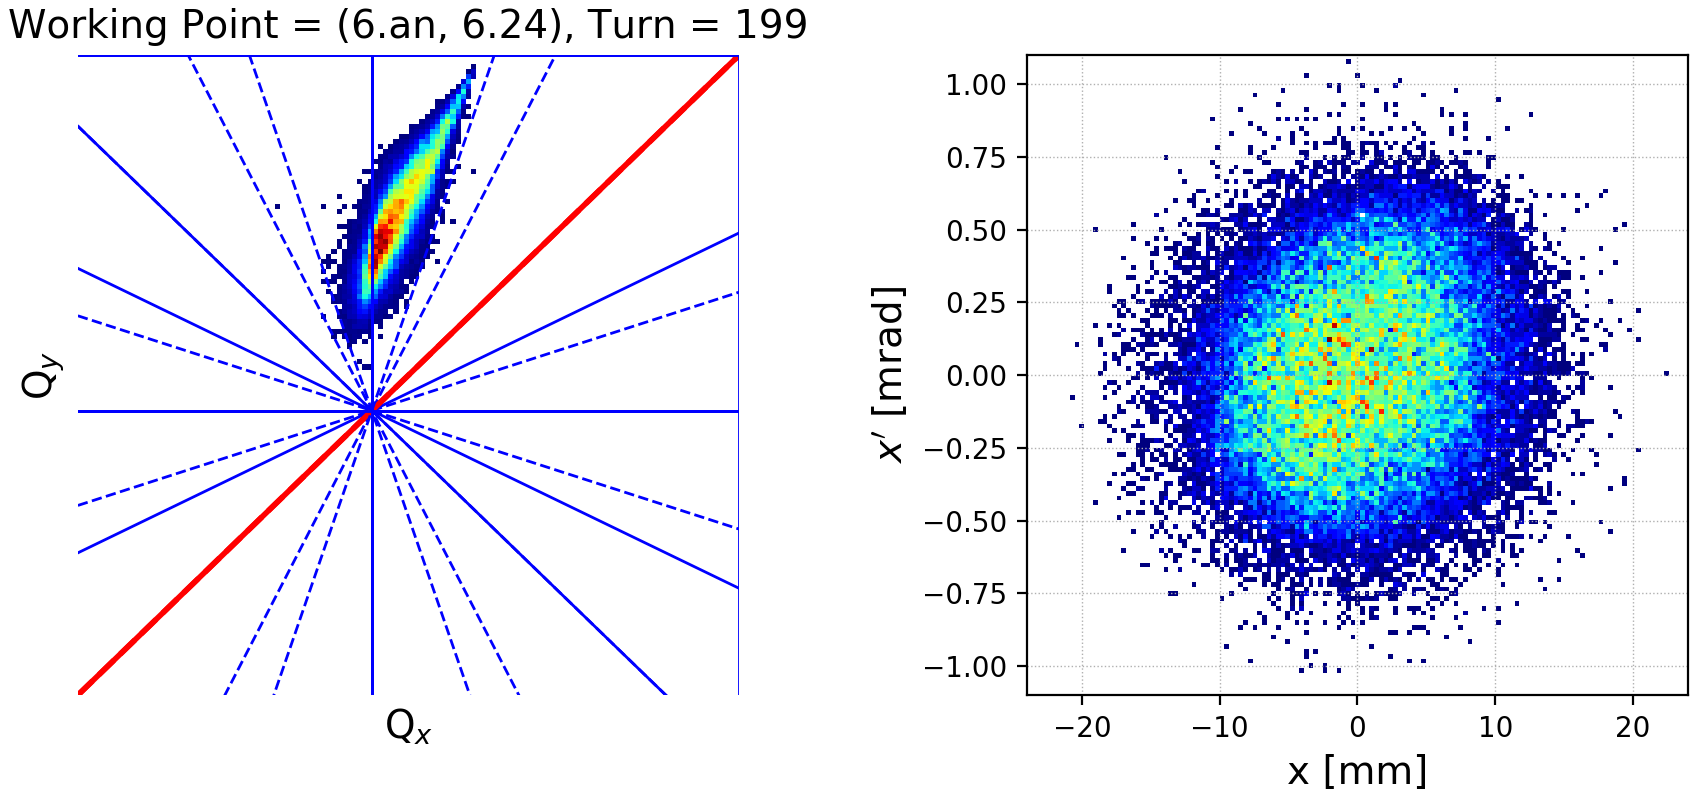 Working Point = (6.an, 6.24), Turn = 199
Q_y
Q_x
1.00
0.75
0.50
0.25
0.00
−0.25
−0.50
−0.75
−1.00
x′ [mrad]
−20 −10 0 10 20
x [mm]